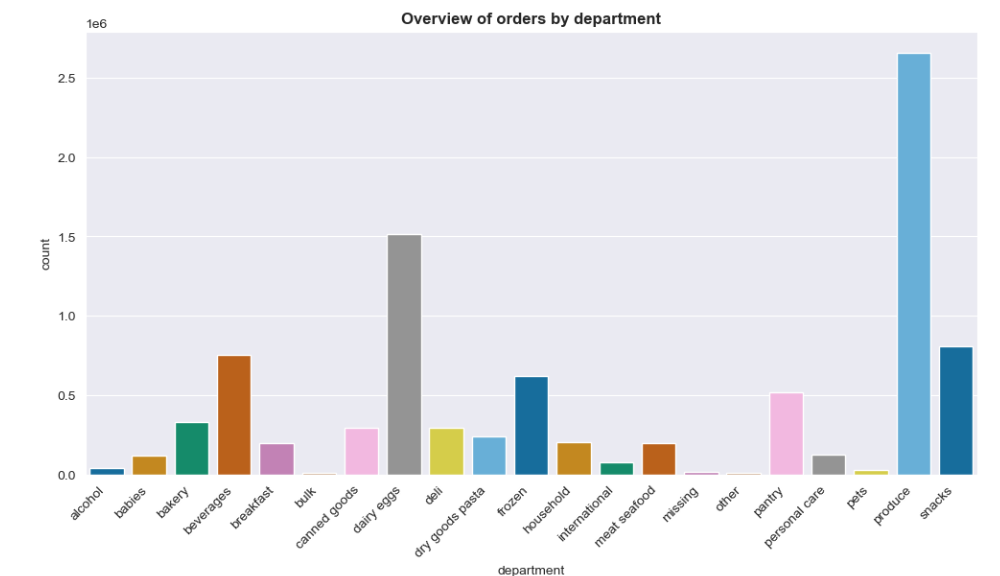 Overview of orders by department
1e6
2.5
2.0
1.5
1.0
0.5
0.0
count
alcohol
babies
bakery
beverages
breakfast
bulk
canned goods
dairy eggs
deli
dry goods pasta
frozen
household
international
meat seafood
missing
other
pantry
personal care
pets
produce
snacks
department